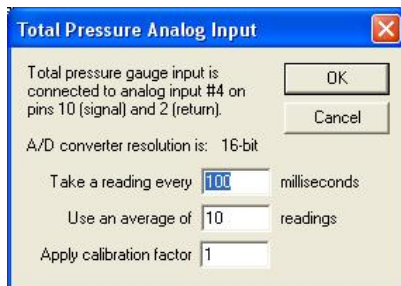 Total Pressure Analog Input
Total pressure gauge input is
connected to analog input #4 on
pins 10 (signal) and 2 (return).
OK
Cancel
A/D converter resolution is: 16-bit
Take a reading every 100 milliseconds
Use an average of 10 readings
Apply calibration factor 1